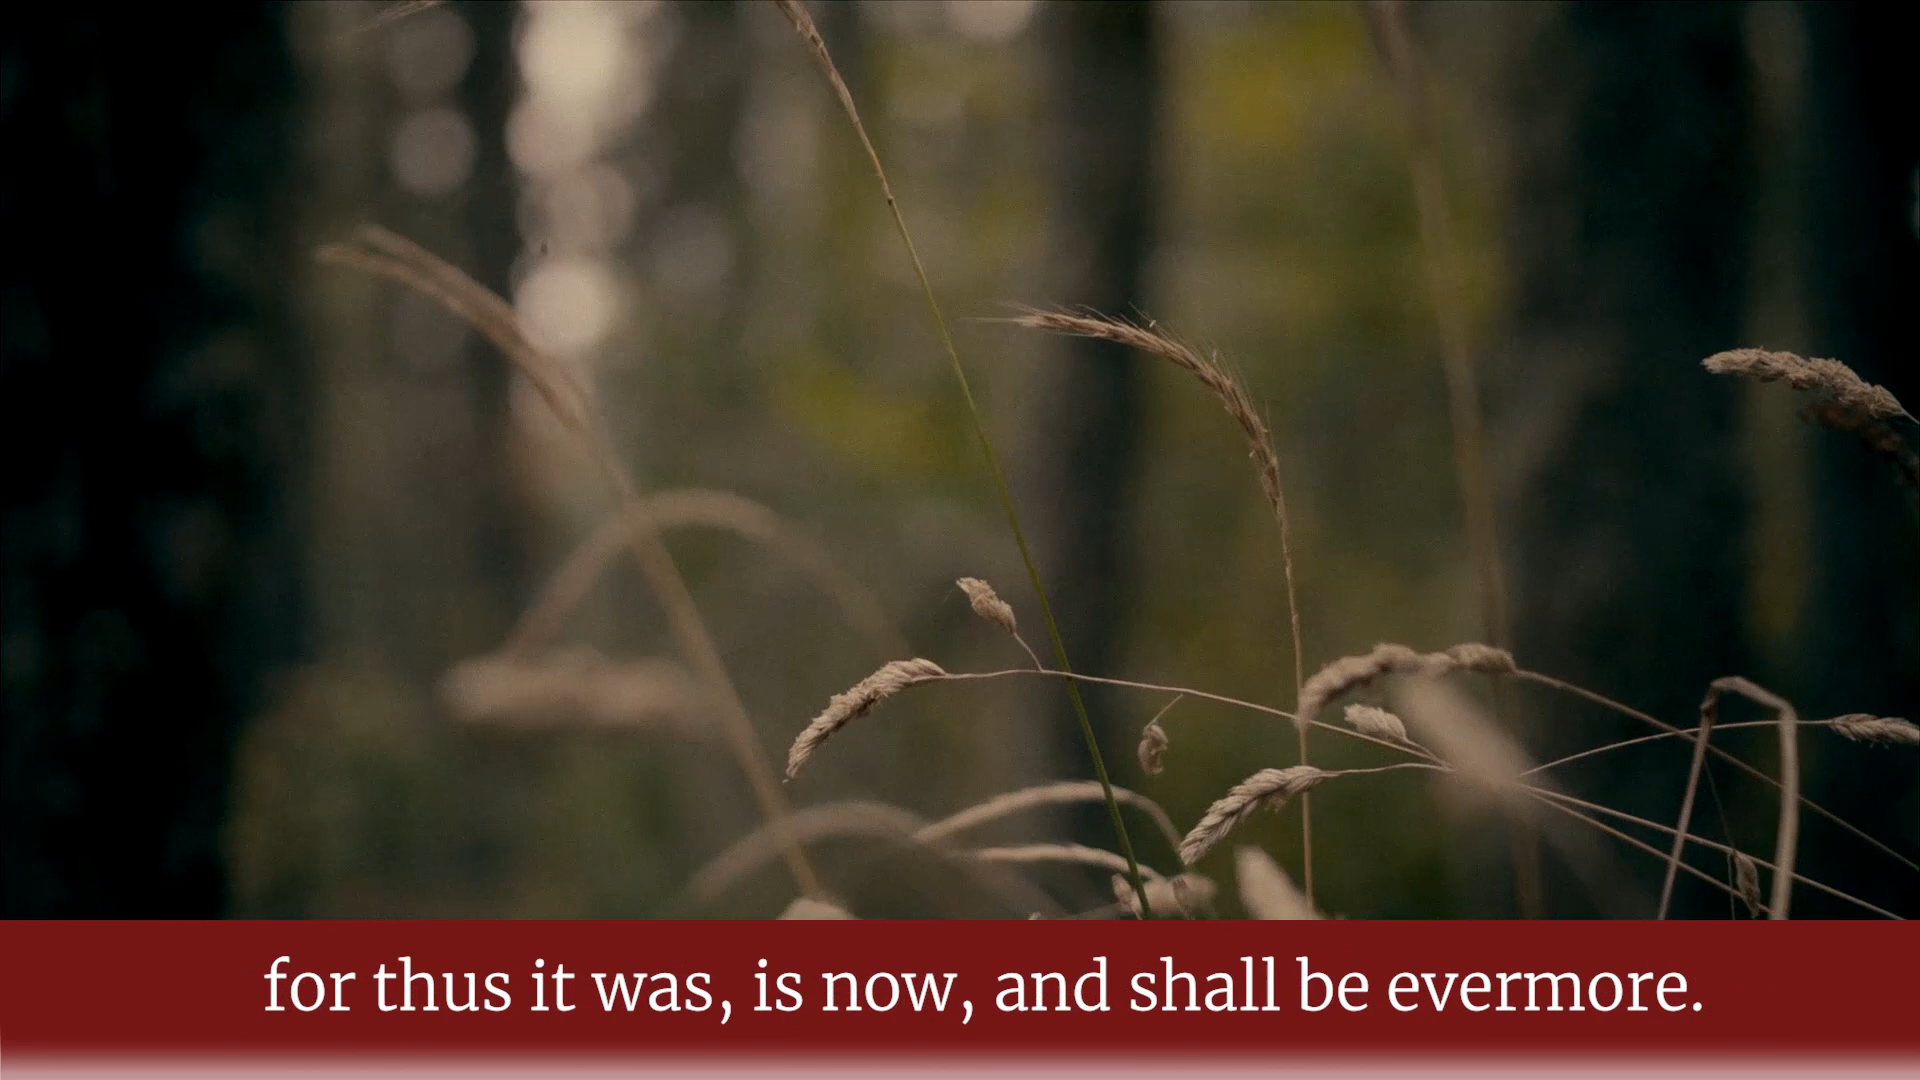 for thus it was, is now, and shall be evermore.